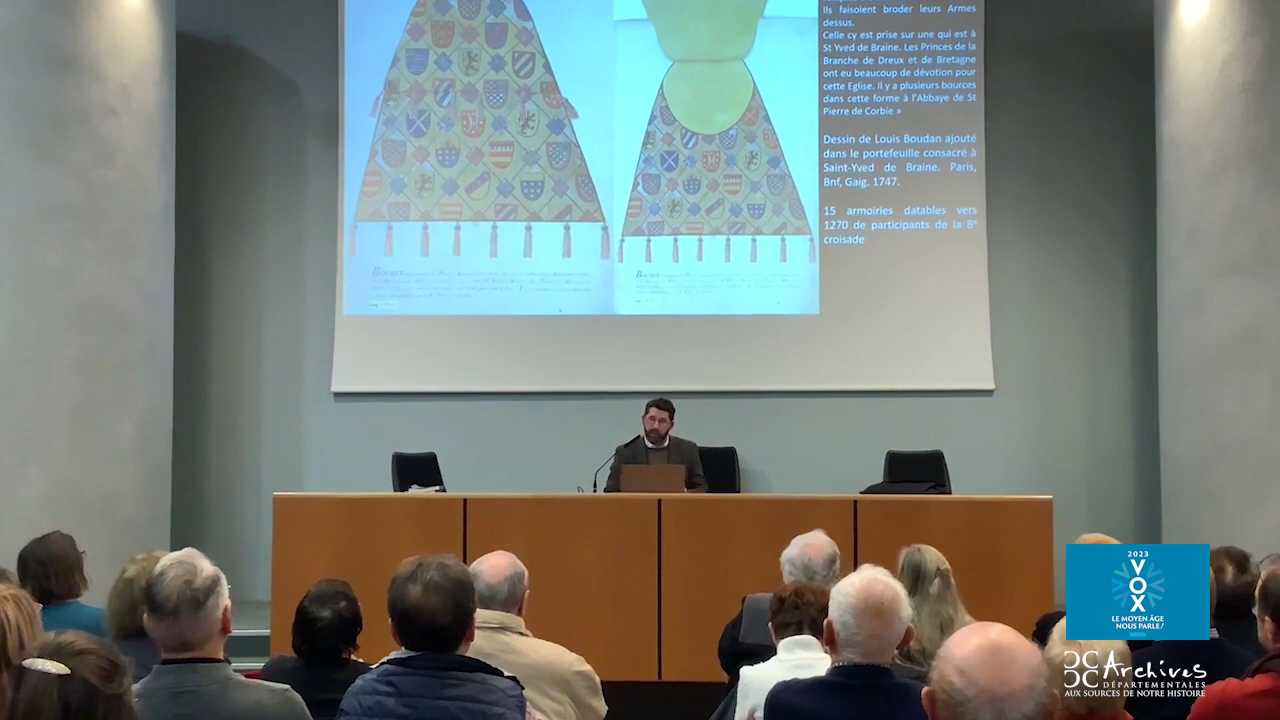 Ils faisoient broder leurs Armes
dessus.
Celle cy est prise sur une qui est à
St Yved de Braine. Les Princes de la
Branche de Dreux et de Bretagne
ont eu beaucoup de dévotion pour
cette Eglise. Il y a plusieurs bources
dans cette forme à l'Abbaye de St
Pierre de Corbie »
Dessin de Louis Boudan ajouté
dans le portefeuille consacré à
Saint-Yved de Braine. Paris,
Bnf, Gaig. 1747.
15 armoiries datables vers
1270 de participants de la 8e
croisade
2023
VOX
LE MOYEN ÂGE
NOUS PARLE !
Archives
DÉPARTEMENTALES
AUX SOURCES DE NOTRE HISTOIRE